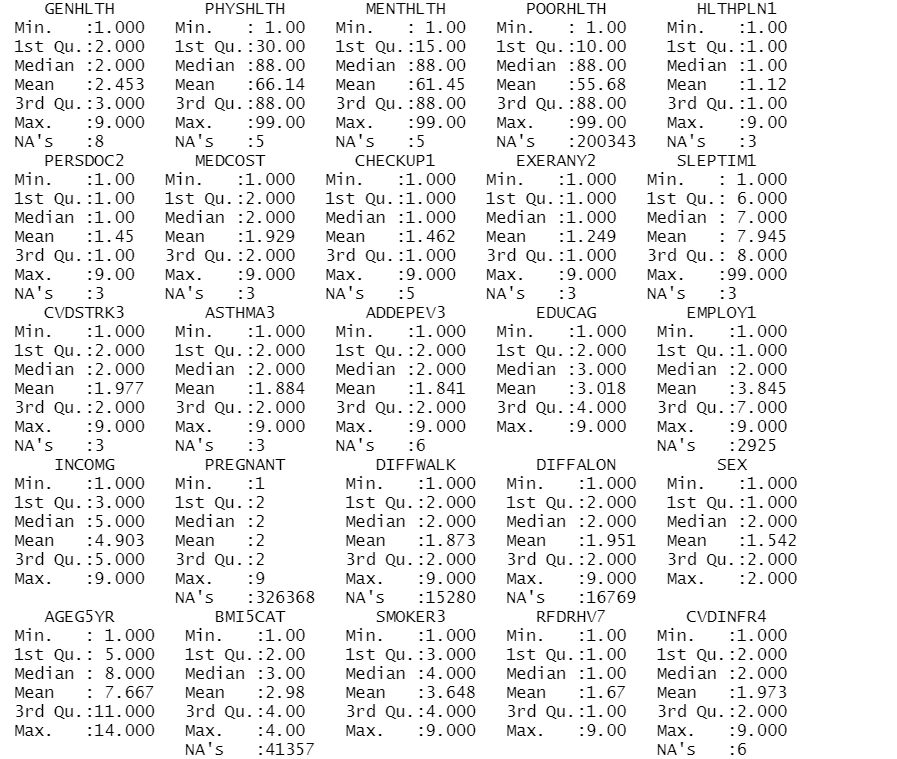 GENHLTH PHYSHLTH MENTHLTH POORHLTH HLTHPLN1
Min. :1.000 Min. : 1.00 Min. : 1.00 Min. : 1.00 Min. :1.00
1st Qu.:2.000 1st Qu.:30.00 1st Qu.:15.00 1st Qu.:10.00 1st Qu.:1.00
Median :2.000 Median :88.00 Median :88.00 Median :88.00 Median :1.00
Mean :2.453 Mean :66.14 Mean :61.45 Mean :55.68 Mean :1.12
3rd Qu.:3.000 3rd Qu.:88.00 3rd Qu.:88.00 3rd Qu.:88.00 3rd Qu.:1.00
Max. :9.000 Max. :99.00 Max. :99.00 Max. :99.00 Max. :9.00
NA's :8 NA's :5 NA's :5 NA's :200343 NA's :3
PERSDOC2 MEDCOST CHECKUP1 EXERANY2 SLEPTIM1
Min. :1.00 Min. :1.000 Min. :1.000 Min. :1.000 Min. : 1.000
1st Qu.:1.00 1st Qu.:2.000 1st Qu.:1.000 1st Qu.:1.000 1st Qu.: 6.000
Median :1.00 Median :2.000 Median :1.000 Median :1.000 Median : 7.000
Mean :1.45 Mean :1.929 Mean :1.462 Mean :1.249 Mean : 7.945
3rd Qu.:1.00 3rd Qu.:2.000 3rd Qu.:1.000 3rd Qu.:1.000 3rd Qu.: 8.000
Max. :9.00 Max. :9.000 Max. :9.000 Max. :9.000 Max. :99.000
NA's :3 NA's :3 NA's :5 NA's :3 NA's :3
CVDSTRK3 ASTHMA3 ADDEPEV3 EDUCAG EMPLOY1
Min. :1.000 Min. :1.000 Min. :1.000 Min. :1.000 Min. :1.000
1st Qu.:2.000 1st Qu.:2.000 1st Qu.:2.000 1st Qu.:2.000 1st Qu.:1.000
Median :2.000 Median :2.000 Median :2.000 Median :3.000 Median :2.000
Mean :1.977 Mean :1.884 Mean :1.841 Mean :3.018 Mean :3.845
3rd Qu.:2.000 3rd Qu.:2.000 3rd Qu.:2.000 3rd Qu.:4.000 3rd Qu.:7.000
Max. :9.000 Max. :9.000 Max. :9.000 Max. :9.000 Max. :9.000
NA's :3 NA's :3 NA's :6 NA's :2925
INCOMG PREGNANT DIFFWALK DIFFALON SEX
Min. :1.000 Min. :1 Min. :1.000 Min. :1.000 Min. :1.000
1st Qu.:3.000 1st Qu.:2 1st Qu.:2.000 1st Qu.:2.000 1st Qu.:1.000
Median :5.000 Median :2 Median :2.000 Median :2.000 Median :2.000
Mean :4.903 Mean :2 Mean :1.873 Mean :1.951 Mean :1.542
3rd Qu.:5.000 3rd Qu.:2 3rd Qu.:2.000 3rd Qu.:2.000 3rd Qu.:2.000
Max. :9.000 Max. :9 Max. :9.000 Max. :9.000 Max. :2.000
NA's :326368 NA's :15280 NA's :16769
AGEG5YR BMI5CAT SMOKER3 RFDRHV7 CVDINFR4
Min. : 1.000 Min. :1.00 Min. :1.000 Min. :1.00 Min. :1.000
1st Qu.: 5.000 1st Qu.:2.00 1st Qu.:3.000 1st Qu.:1.00 1st Qu.:2.000
Median : 8.000 Median :3.00 Median :4.000 Median :1.00 Median :2.000
Mean : 7.667 Mean :2.98 Mean :3.648 Mean :1.67 Mean :1.973
3rd Qu.:11.000 3rd Qu.:4.00 3rd Qu.:4.000 3rd Qu.:1.00 3rd Qu.:2.000
Max. :14.000 Max. :4.00 Max. :9.000 Max. :9.00 Max. :9.000
NA's :41357 NA's :6